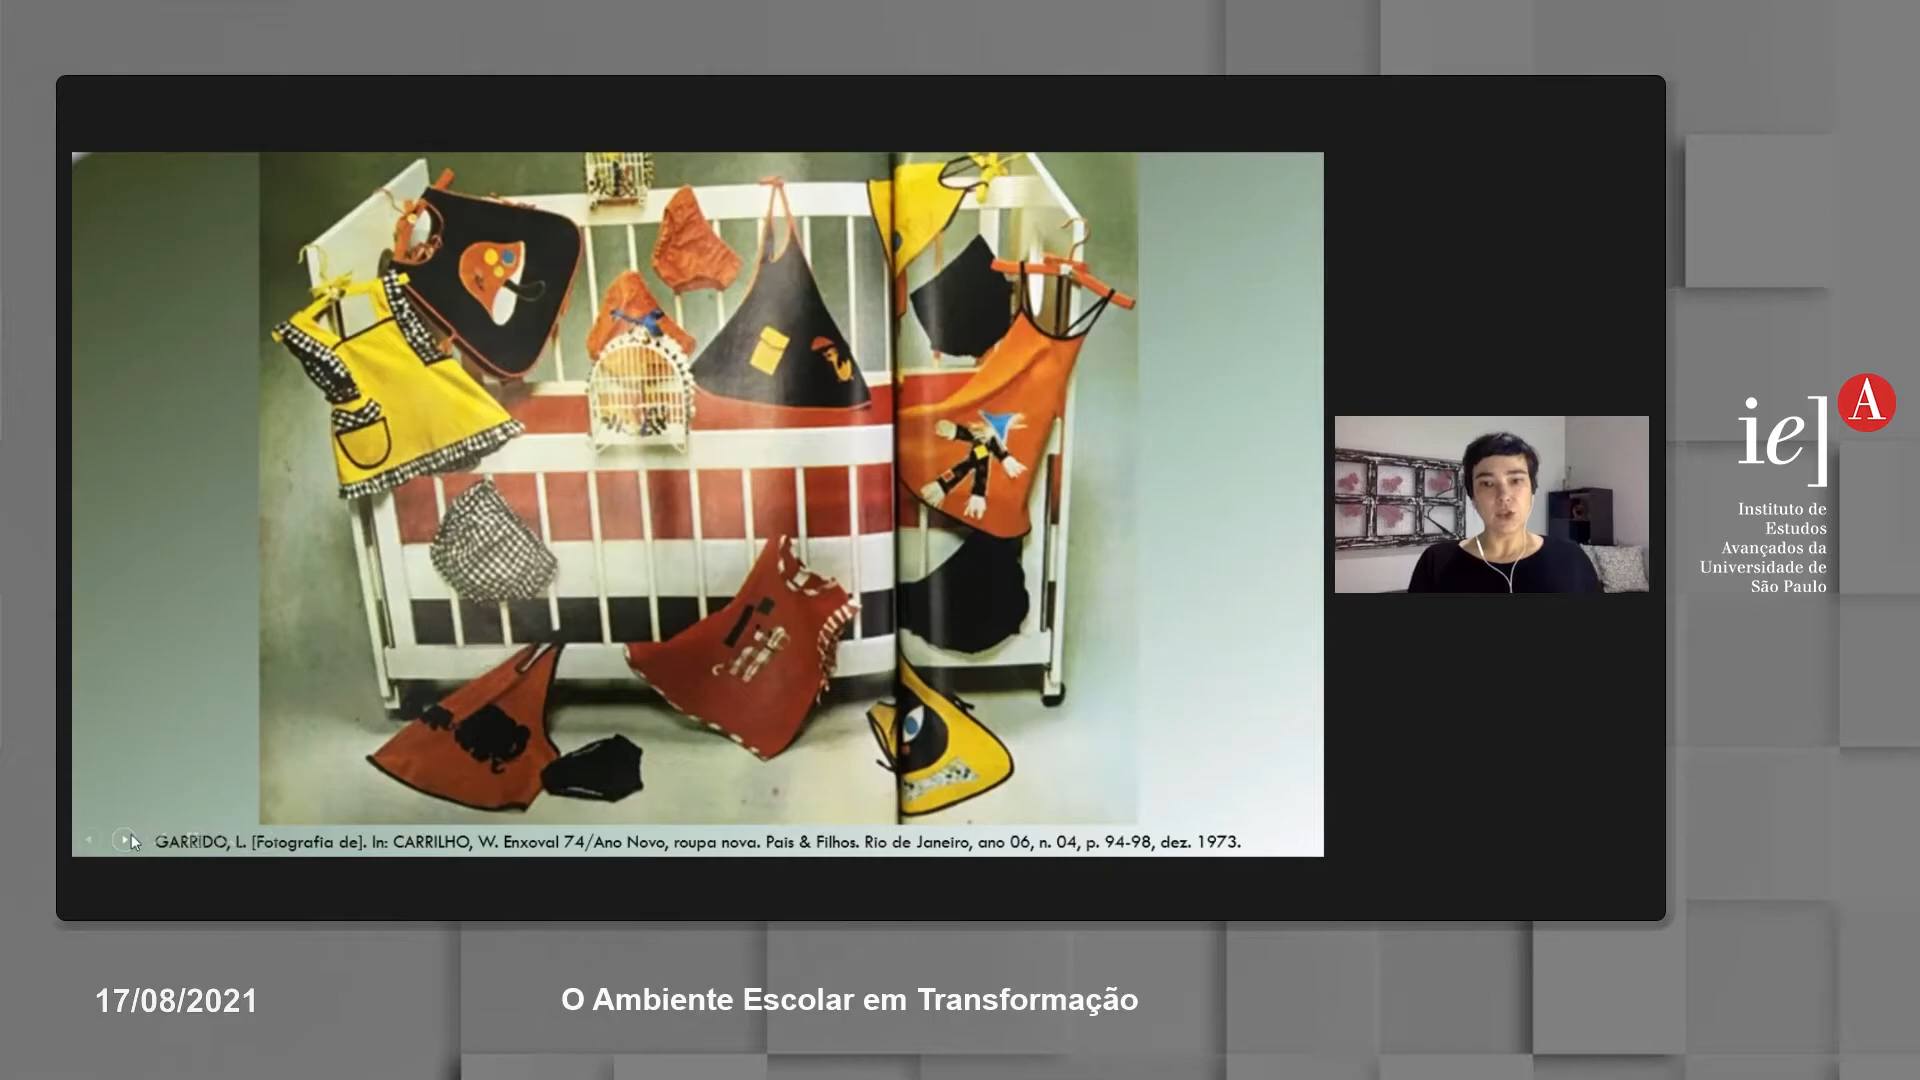 GARRIDO, L. [Fotografia de]. In: CARRILHO, W. Enxoval 74/Ano Novo, roupa nova. Pais & Filhos. Rio de Janeiro, ano 06, n. 04, p. 94-98, dez. 1973.
ie] A
Instituto de
Estudos
Avançados da
Universidade de
São Paulo
17/08/2021
O Ambiente Escolar em Transformação